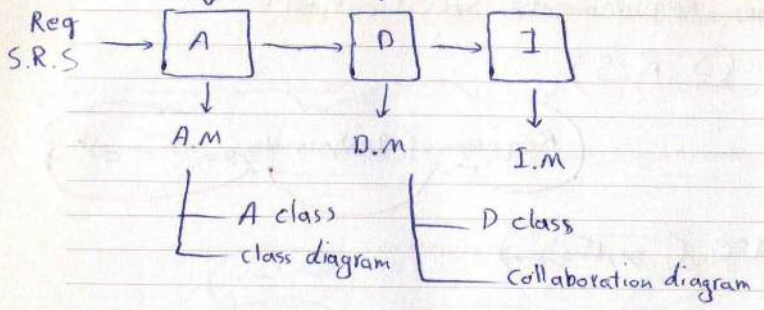 Req
S.R.S
A
D
I
A.M
D.M
I.M
A class
class diagram
D class
Collaboration diagram